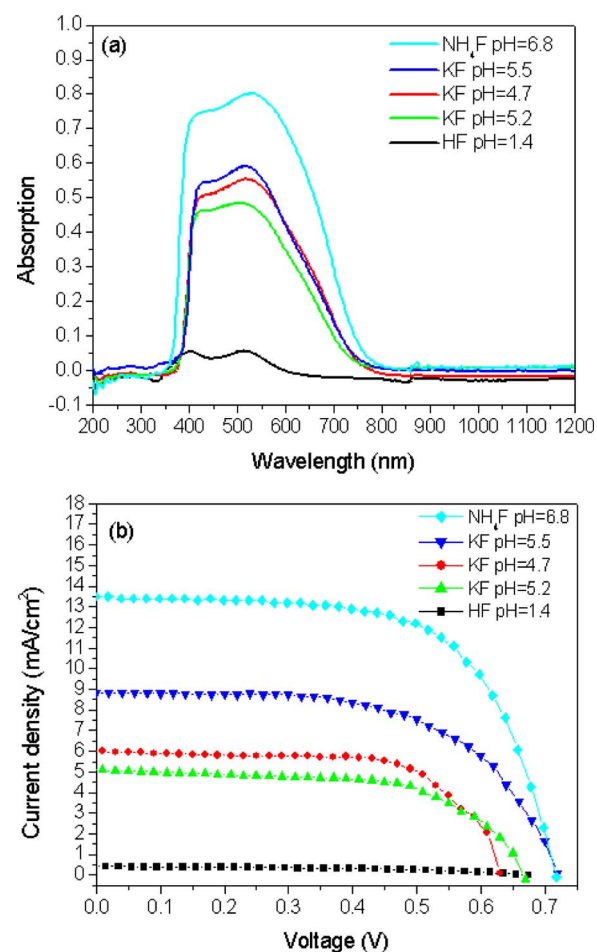 (a)
NH₄F pH=6.8
KF pH=5.5
KF pH=4.7
KF pH=5.2
HF pH=1.4
Absorption
1.0
0.9
0.8
0.7
0.6
0.5
0.4
0.3
0.2
0.1
0.0
-0.1
200 300 400 500 600 700 800 900 1000 1100 1200
Wavelength (nm)
(b)
NH₄F pH=6.8
KF pH=5.5
KF pH=4.7
KF pH=5.2
HF pH=1.4
Current density (mA/cm²)
18
17
16
15
14
13
12
11
10
9
8
7
6
5
4
3
2
1
0
0.0 0.1 0.2 0.3 0.4 0.5 0.6 0.7
Voltage (V)